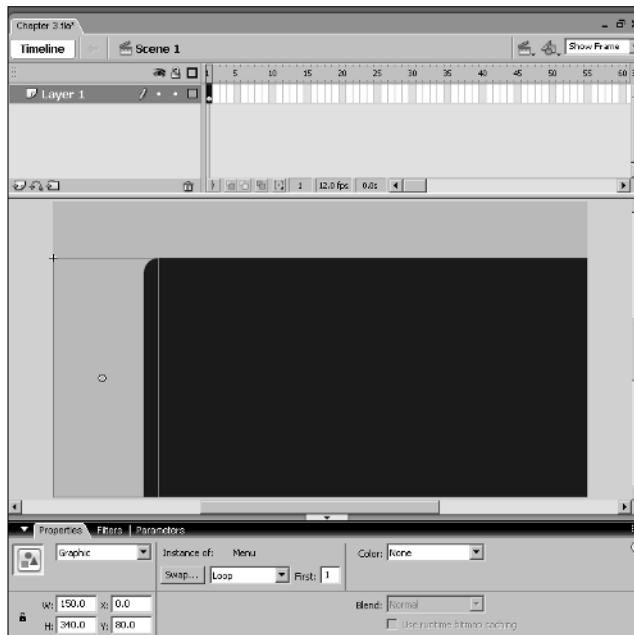 Chapter 3.fla*
Timeline Scene 1 Show Frame
1 5 10 15 20 25 30 35 40 45 50 55 60
Layer 1
1 12.0 fps 0.0s
Properties Filters Parameters
Graphic Instance of: Menu Color: None
Swap... Loop First: 1
W: 150.0 X: 0.0 Blend: Normal
H: 340.0 Y: 80.0 Use runtime bitmap caching